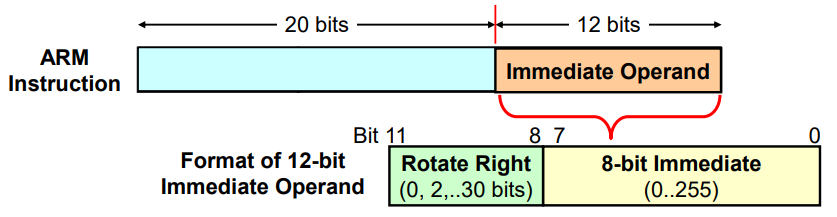 20 bits
12 bits
ARM
Instruction
Immediate Operand
Bit 11
8
7
0
Format of 12-bit
Immediate Operand
Rotate Right
(0, 2,..30 bits)
8-bit Immediate
(0..255)